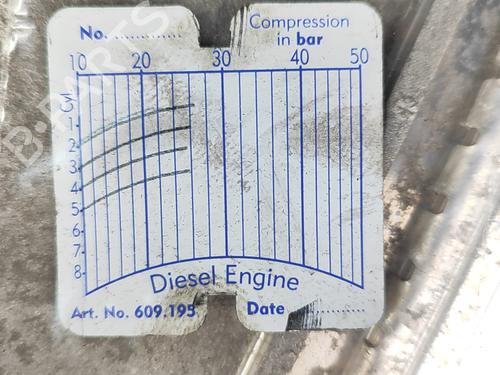 No. ..............
Compression
in bar
10 20 30 40 50
Cyl.
1
2
3
4
5
6
7
8
Diesel Engine
Art. No. 609.195
Date ..................
B-PARTS